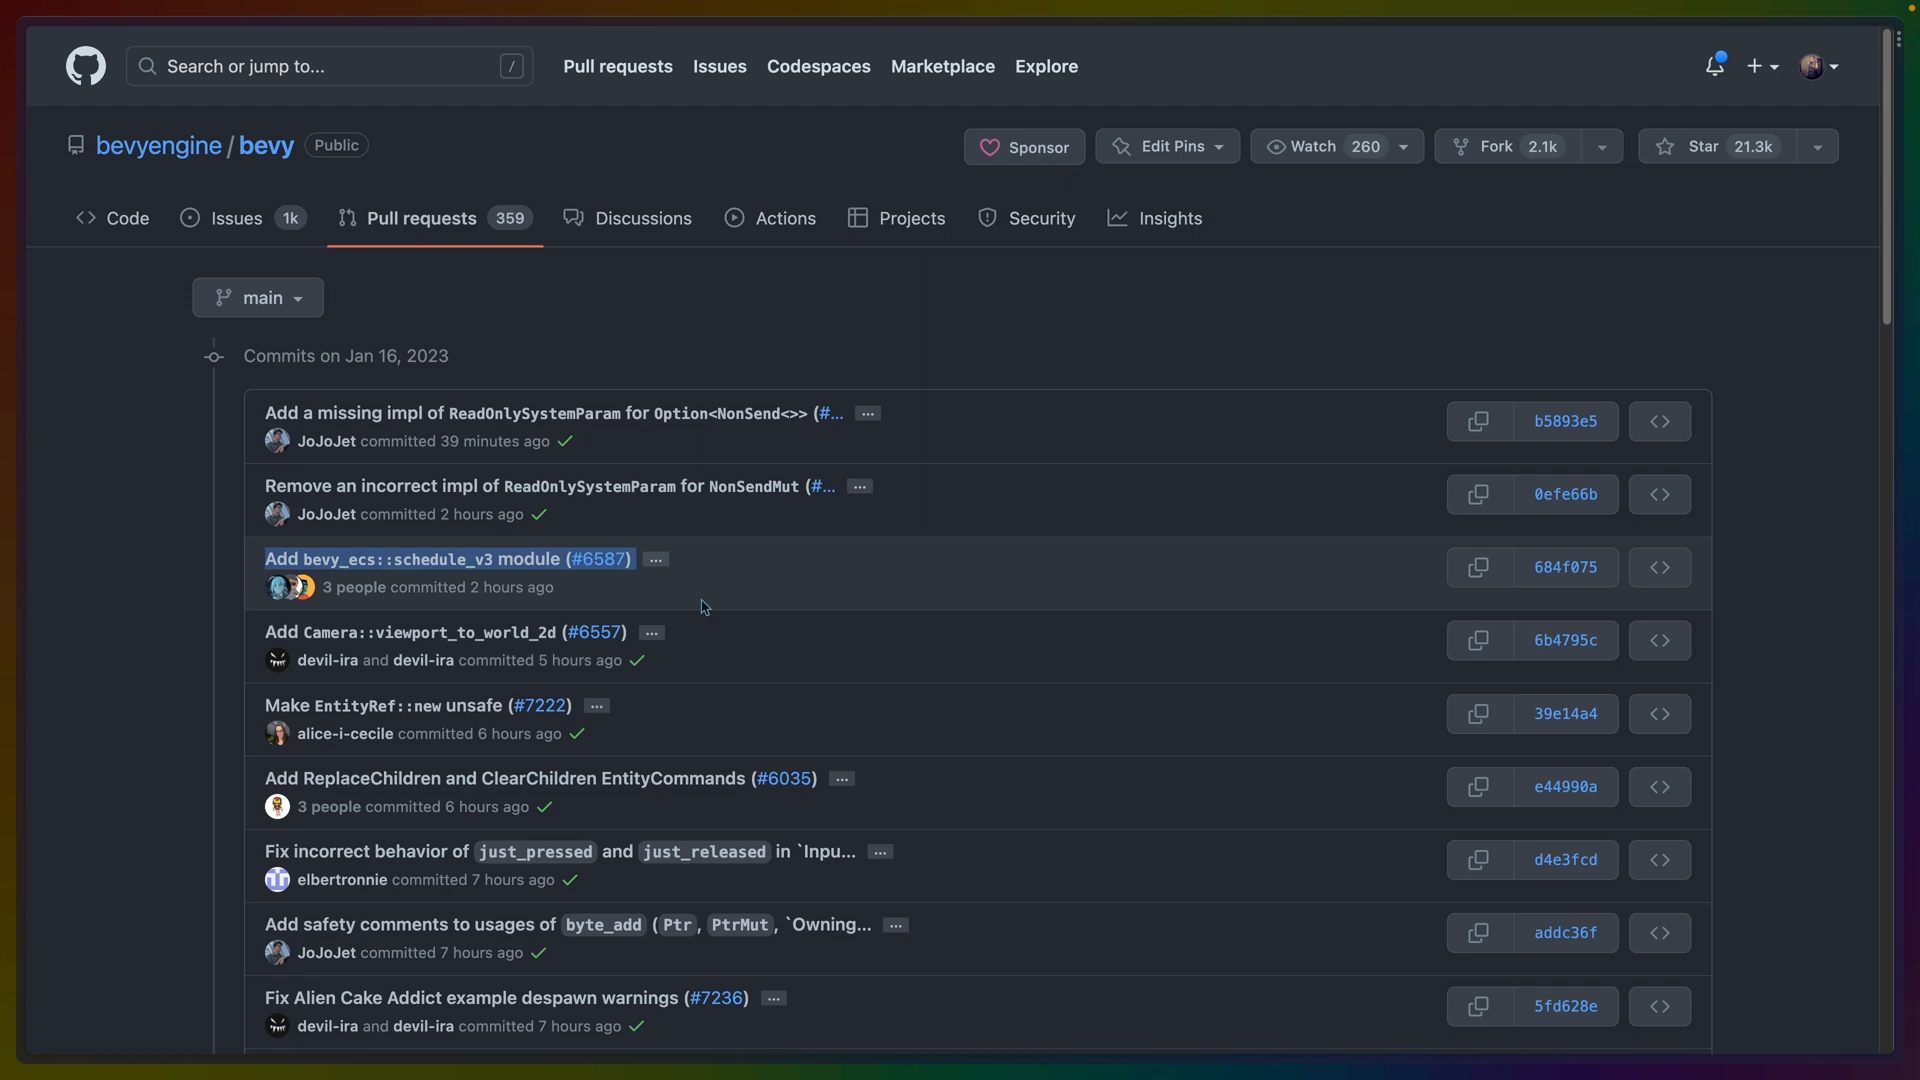 Search or jump to...
/
Pull requests
Issues
Codespaces
Marketplace
Explore
bevyengine / bevy
Public
Sponsor
Edit Pins
Watch 260
Fork 2.1k
Star 21.3k
Code
Issues 1k
Pull requests 359
Discussions
Actions
Projects
Security
Insights
main
Commits on Jan 16, 2023
Add a missing impl of ReadOnlySystemParam for Option<NonSend<>> (#... ...
b5893e5
JoJoJet committed 39 minutes ago
Remove an incorrect impl of ReadOnlySystemParam for NonSendMut (#... ...
0efe66b
JoJoJet committed 2 hours ago
Add bevy_ecs::schedule_v3 module (#6587) ...
684f075
3 people committed 2 hours ago
Add Camera::viewport_to_world_2d (#6557) ...
6b4795c
devil-ira and devil-ira committed 5 hours ago
Make EntityRef::new unsafe (#7222) ...
39e14a4
alice-i-cecile committed 6 hours ago
Add ReplaceChildren and ClearChildren EntityCommands (#6035) ...
e44990a
3 people committed 6 hours ago
Fix incorrect behavior of just_pressed and just_released in `Inpu... ...
d4e3fcd
elbertronnie committed 7 hours ago
Add safety comments to usages of byte_add (Ptr, PtrMut, `Owning... ...
addc36f
JoJoJet committed 7 hours ago
Fix Alien Cake Addict example despawn warnings (#7236) ...
5fd628e
devil-ira and devil-ira committed 7 hours ago